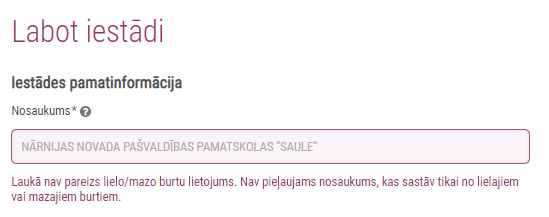 Labot iestādi
Iestādes pamatinformācija
Nosaukums* ?
NĀRNIJAS NOVADA PAŠVALDĪBAS PAMATSKOLAS "SAULE"
Laukā nav pareizs lielo/mazo burtu lietojums. Nav pieļaujams nosaukums, kas sastāv tikai no lielajiem
vai mazajiem burtiem.